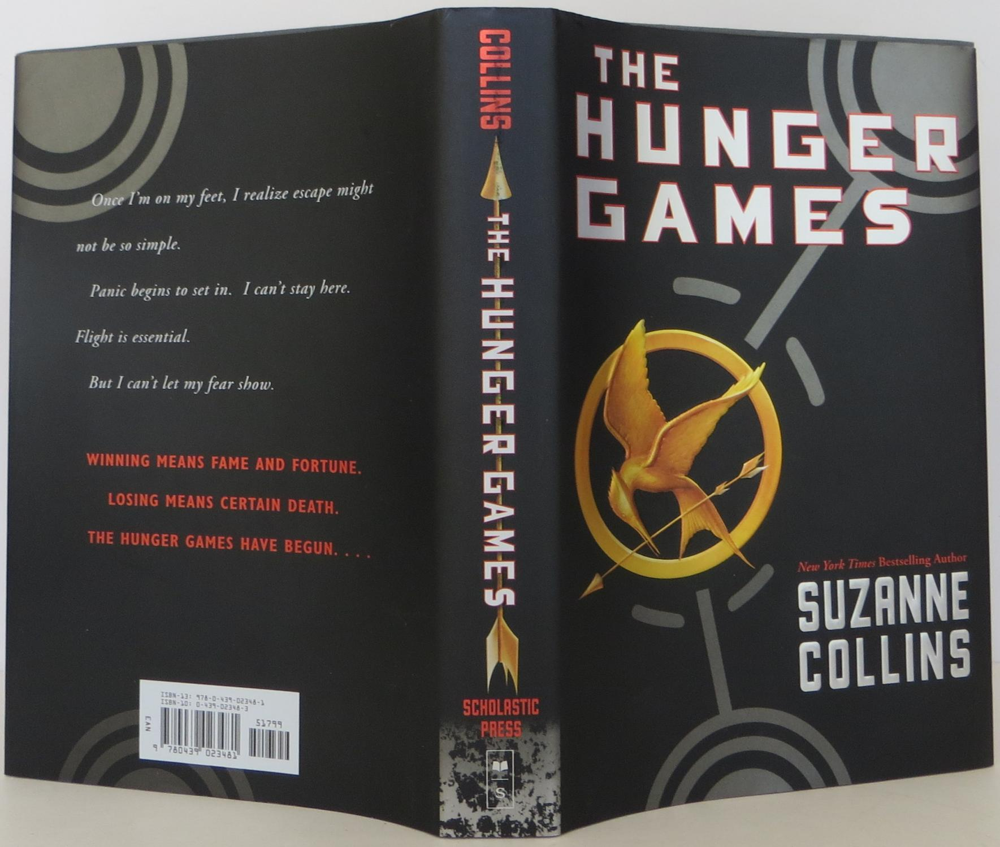 Once I'm on my feet, I realize escape might
not be so simple.
Panic begins to set in. I can't stay here.
Flight is essential.
But I can't let my fear show.
WINNING MEANS FAME AND FORTUNE.
LOSING MEANS CERTAIN DEATH.
THE HUNGER GAMES HAVE BEGUN. . . .
ISBN-13: 978-0-439-02348-1
ISBN-10: 0-439-02348-3
51799
EAN
9 780439 023481
COLLINS
THE HUNGER GAMES
SCHOLASTIC
PRESS
S
THE
HUNGER
GAMES
New York Times Bestselling Author
SUZANNE
COLLINS